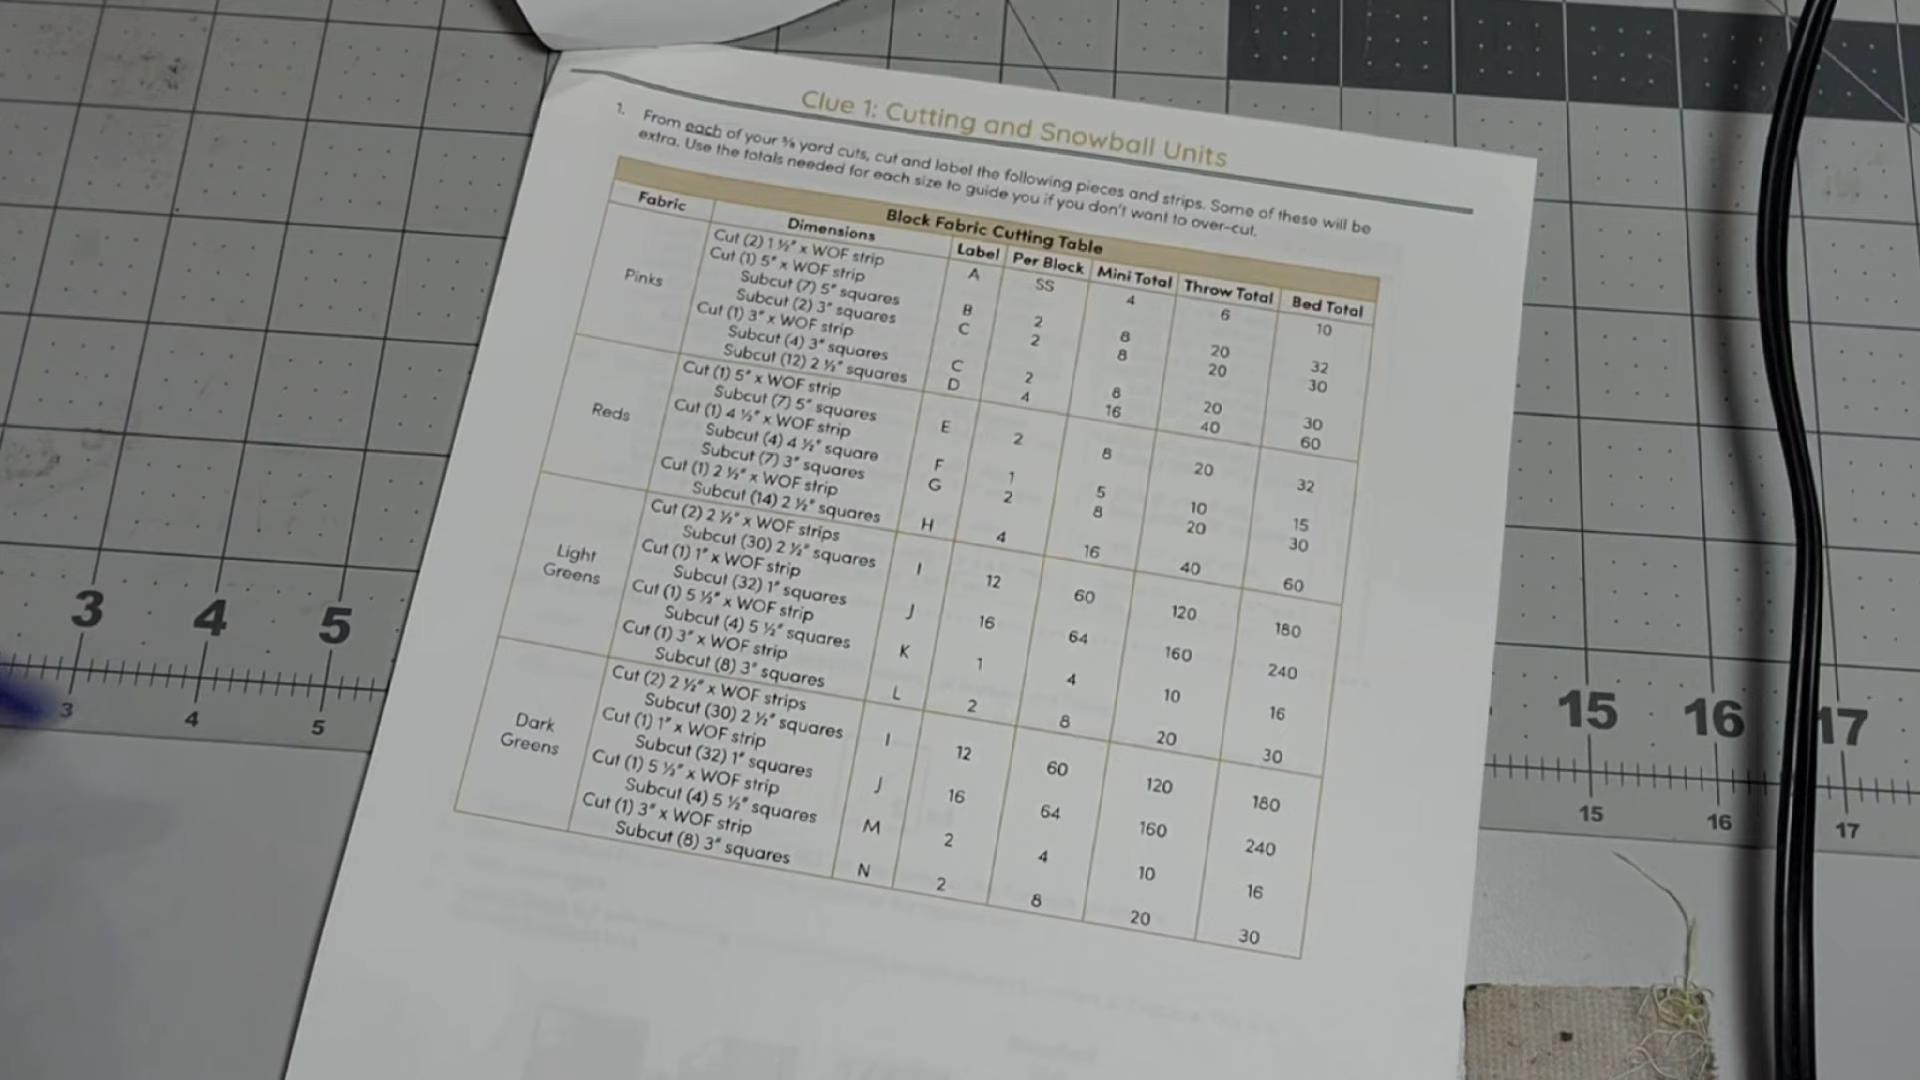 Clue 1: Cutting and Snowball Units
1. From each of your ⅝ yard cuts, cut and label the following pieces and strips. Some of these will be
extra. Use the totals needed for each size to guide you if you don't want to over-cut.
Block Fabric Cutting Table
Fabric Dimensions Label Per Block Mini Total Throw Total Bed Total
Pinks
Cut (2) 1 ½" x WOF strip A SS 4 6 10
Cut (1) 5" x WOF strip
Subcut (7) 5" squares B 2 8 20 32
Subcut (2) 3" squares C 2 8 20 30
Cut (1) 3" x WOF strip
Subcut (4) 3" squares C 2 8 20 30
Subcut (12) 2 ½" squares D 4 16 40 60
Reds
Cut (1) 5" x WOF strip
Subcut (7) 5" squares E 2 8 20 32
Cut (1) 4 ½" x WOF strip
Subcut (4) 4 ½" square F 1 5 10 15
Subcut (7) 3" squares G 2 8 20 30
Cut (1) 2 ½" x WOF strip
Subcut (14) 2 ½" squares H 4 16 40 60
Light
Greens
Cut (2) 2 ½" x WOF strips
Subcut (30) 2 ½" squares I 12 60 120 180
Cut (1) 1" x WOF strip
Subcut (32) 1" squares J 16 64 160 240
Cut (1) 5 ½" x WOF strip
Subcut (4) 5 ½" squares K 1 4 10 16
Cut (1) 3" x WOF strip
Subcut (8) 3" squares L 2 8 20 30
Dark
Greens
Cut (2) 2 ½" x WOF strips
Subcut (30) 2 ½" squares I 12 60 120 180
Cut (1) 1" x WOF strip
Subcut (32) 1" squares J 16 64 160 240
Cut (1) 5 ½" x WOF strip
Subcut (4) 5 ½" squares M 2 4 10 16
Cut (1) 3" x WOF strip
Subcut (8) 3" squares N 2 8 20 30
3 4 5 15 16 17
3 4 5 15 16 17